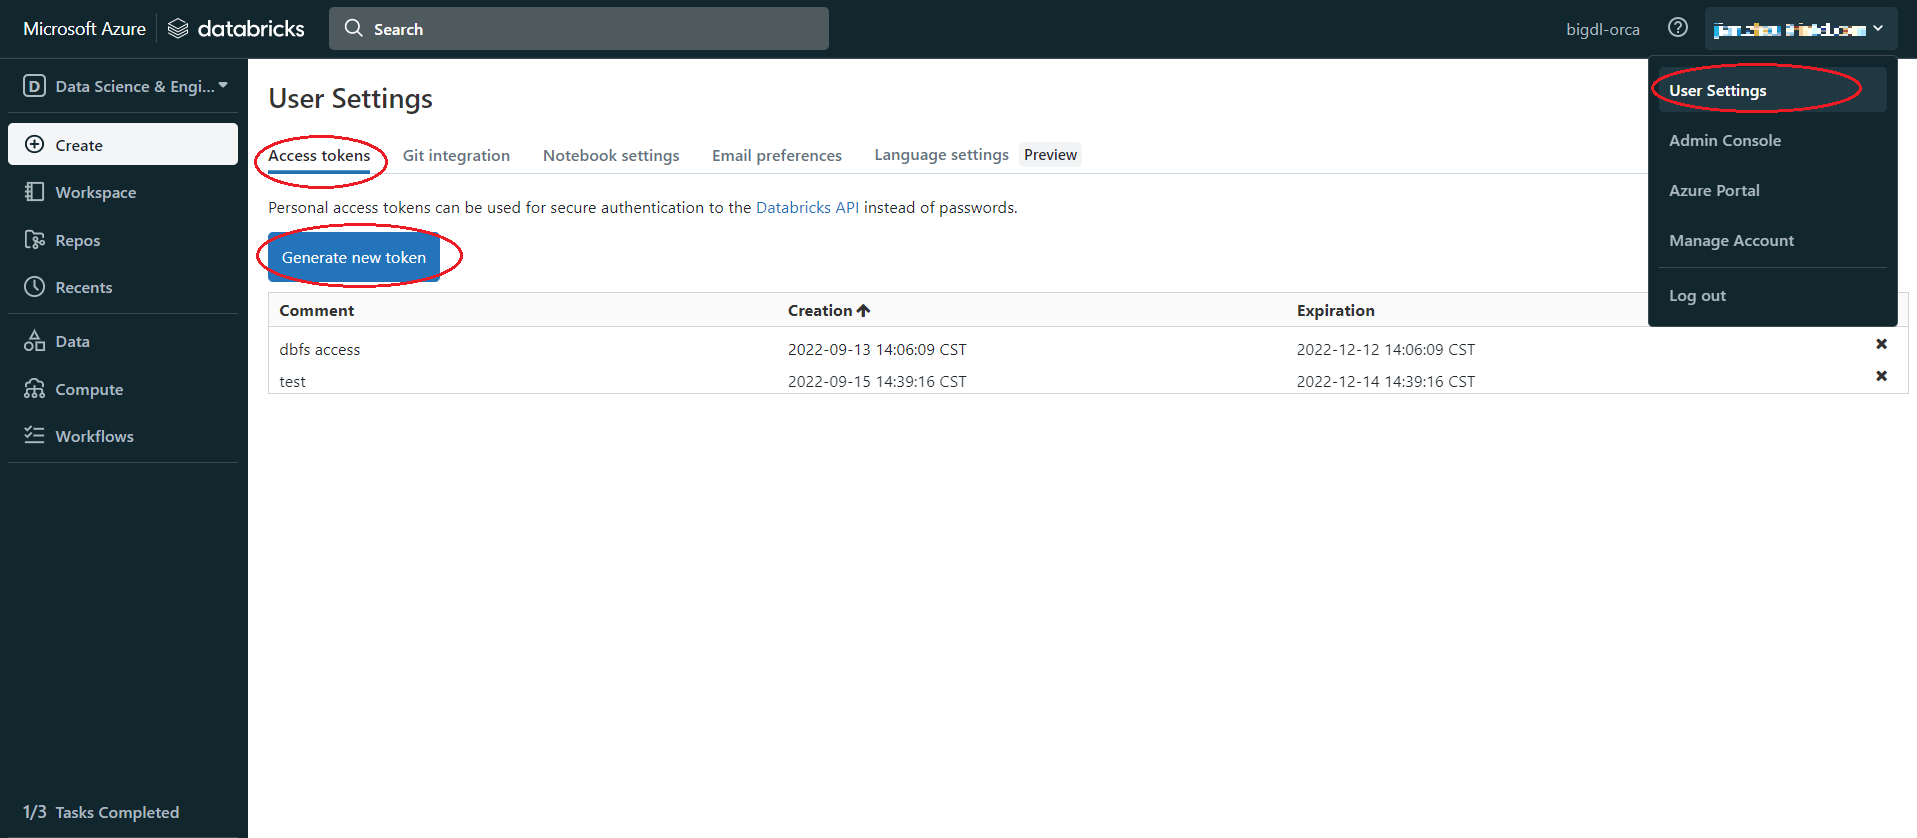 Microsoft Azure databricks Search bigdl-orca
Data Science & Engi...
Create
Workspace
Repos
Recents
Data
Compute
Workflows
1/3 Tasks Completed
User Settings
Access tokens Git integration Notebook settings Email preferences Language settings Preview
Personal access tokens can be used for secure authentication to the Databricks API instead of passwords.
Generate new token
Comment Creation Expiration
dbfs access 2022-09-13 14:06:09 CST 2022-12-12 14:06:09 CST
test 2022-09-15 14:39:16 CST 2022-12-14 14:39:16 CST
User Settings
Admin Console
Azure Portal
Manage Account
Log out